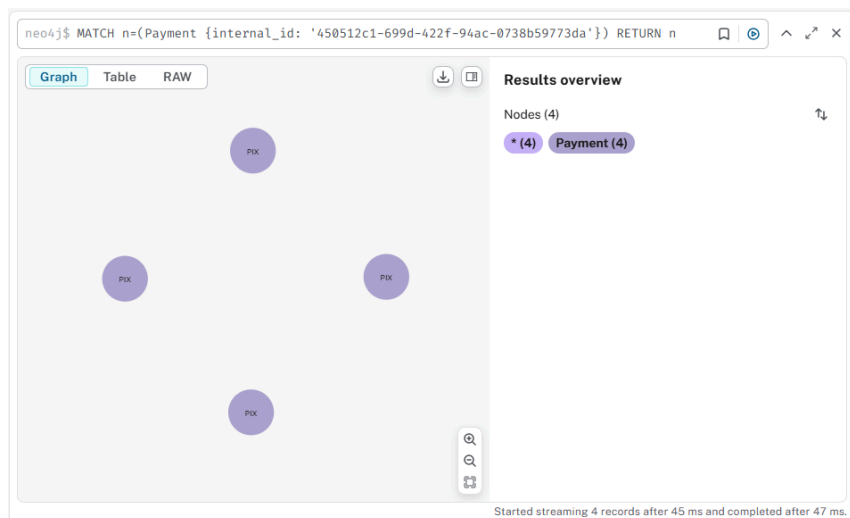 neo4j$ MATCH n=(Payment {internal_id: '450512c1-699d-422f-94ac-0738b59773da'}) RETURN n
Graph Table RAW
Results overview
Nodes (4)
* (4) Payment (4)
PIX
PIX
PIX
PIX
Started streaming 4 records after 45 ms and completed after 47 ms.